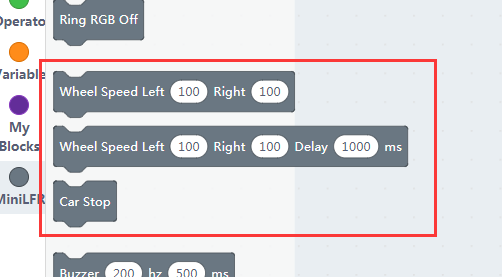 Operato
Variable
My
Blocks
MiniLFR
Ring RGB Off
Wheel Speed Left 100 Right 100
Wheel Speed Left 100 Right 100 Delay 1000 ms
Car Stop
Buzzer 200 hz 500 ms